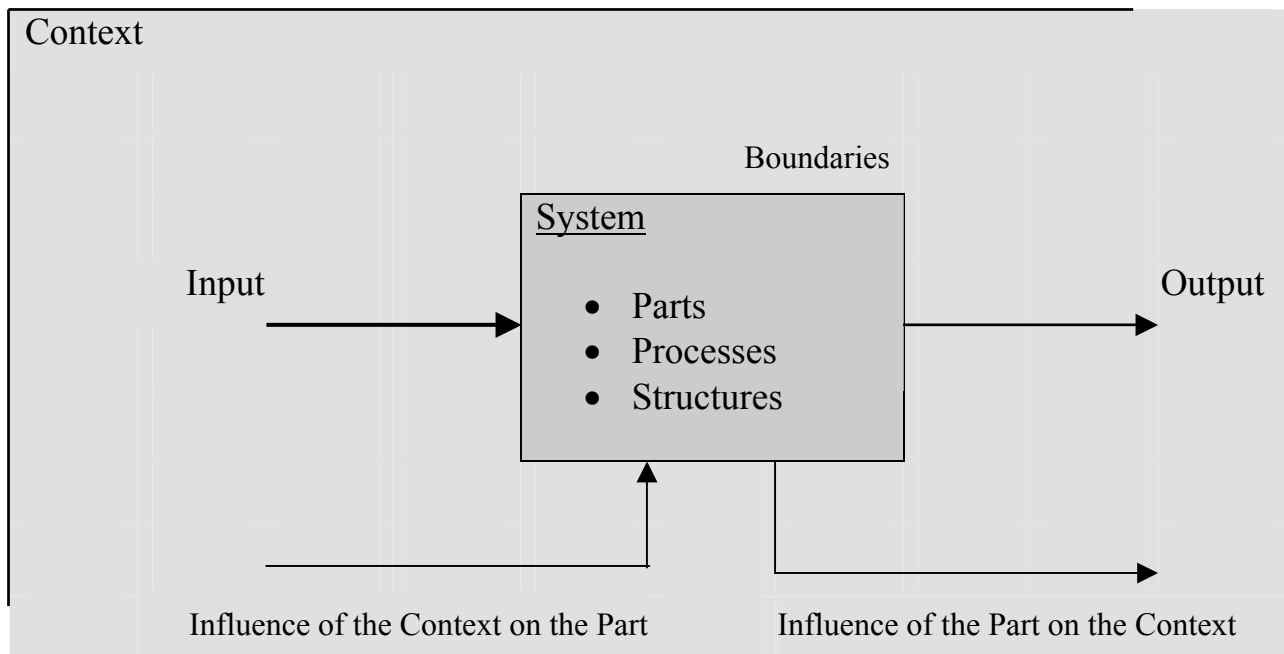 Context
Boundaries
System
Input
Output
• Parts
• Processes
• Structures
Influence of the Context on the Part
Influence of the Part on the Context